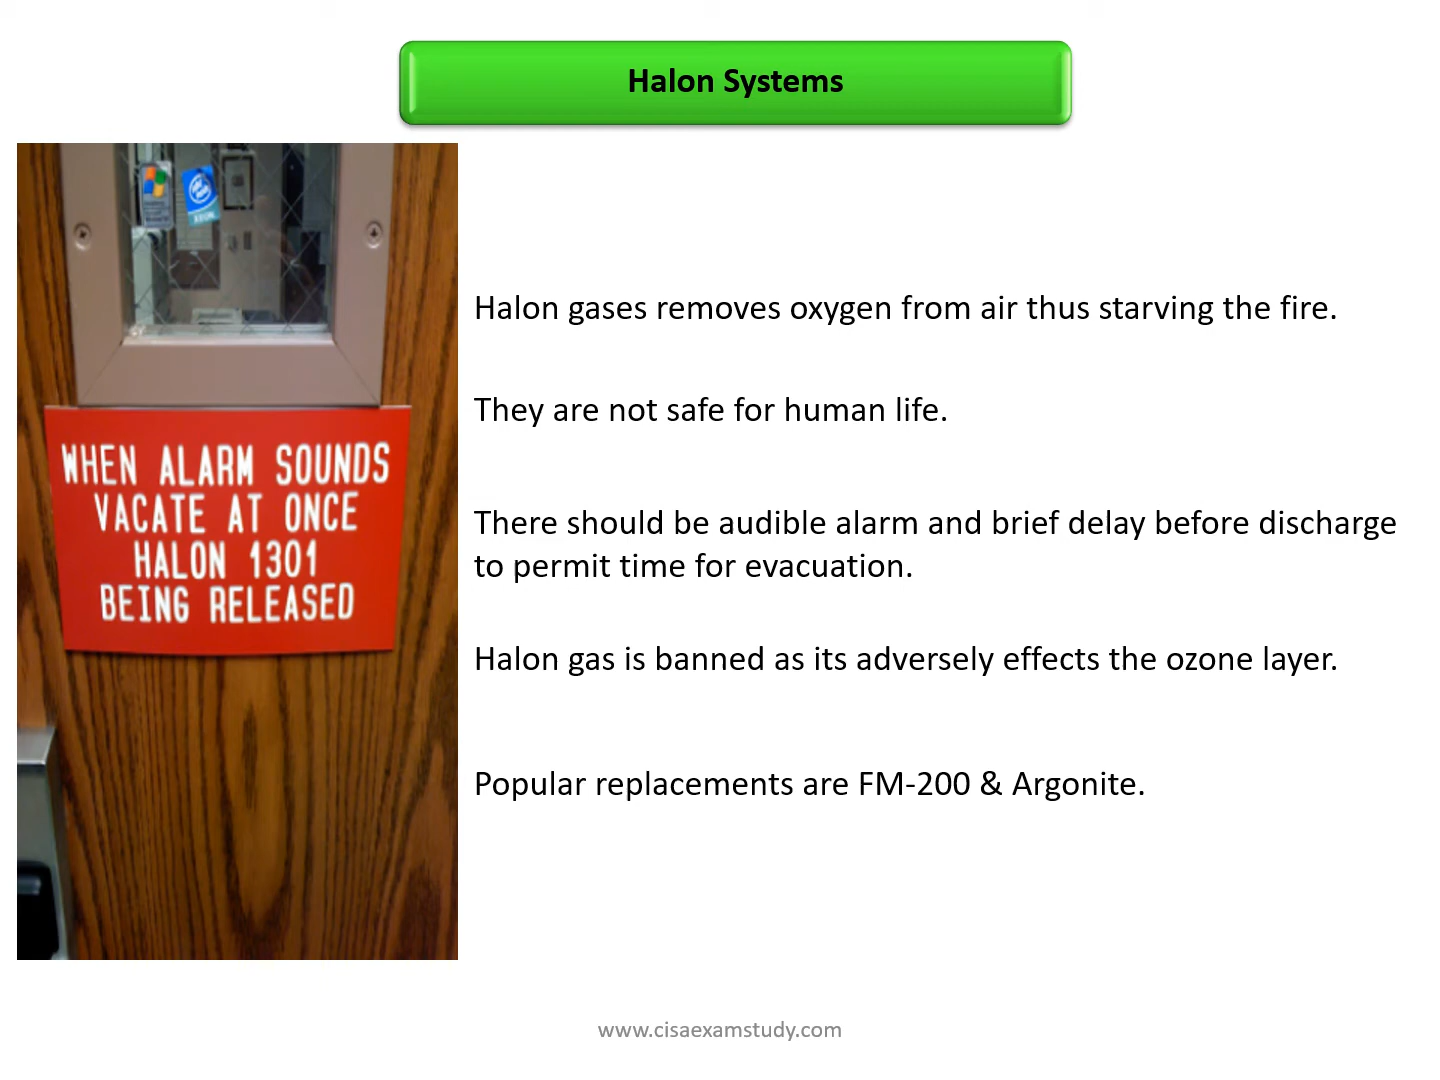 Halon Systems
WHEN ALARM SOUNDS
VACATE AT ONCE
HALON 1301
BEING RELEASED
Halon gases removes oxygen from air thus starving the fire.
They are not safe for human life.
There should be audible alarm and brief delay before discharge
to permit time for evacuation.
Halon gas is banned as its adversely effects the ozone layer.
Popular replacements are FM-200 & Argonite.
www.cisaexamstudy.com